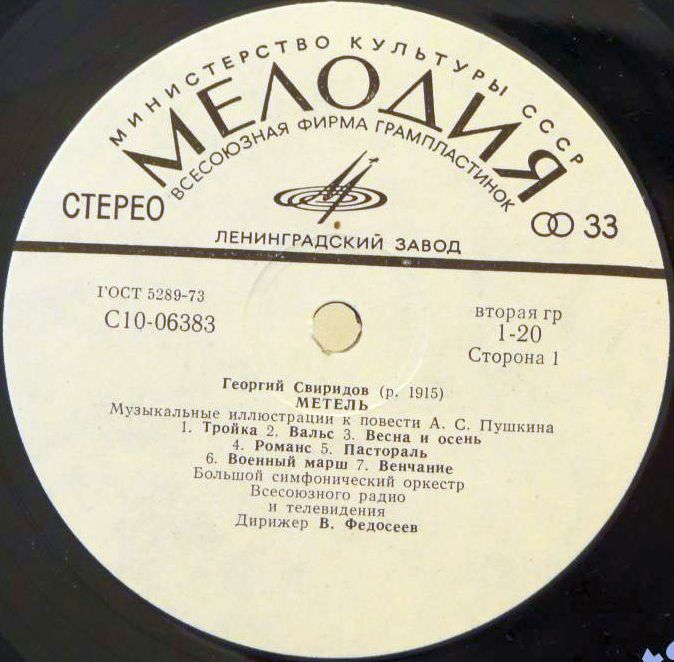 МИНИСТЕРСТВО КУЛЬТУРЫ СССР
МЕЛОДИЯ
ВСЕСОЮЗНАЯ ФИРМА ГРАМПЛАСТИНОК
СТЕРЕО
33
ЛЕНИНГРАДСКИЙ ЗАВОД
ГОСТ 5289-73
С10-06383
вторая гр
1-20
Сторона 1
Георгий Свиридов (р. 1915)
МЕТЕЛЬ
Музыкальные иллюстрации к повести А. С. Пушкина
1. Тройка 2. Вальс 3. Весна и осень
4. Романс 5. Пастораль
6. Военный марш 7. Венчание
Большой симфонический оркестр
Всесоюзного радио
и телевидения
Дирижер В. Федосеев